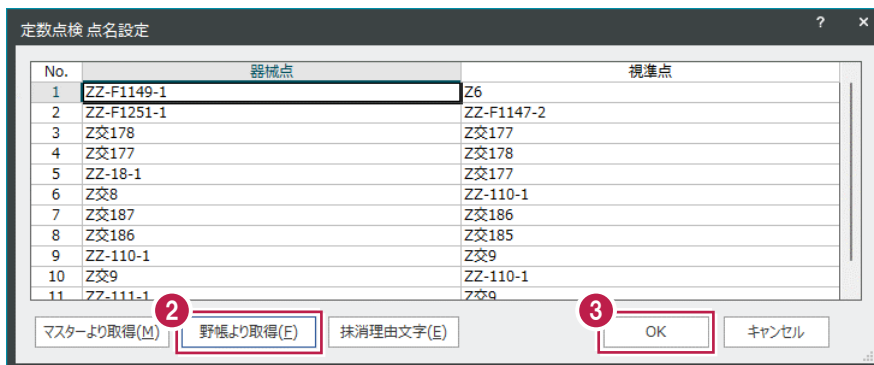 定数点検 点名設定 ? ×
No. 器械点 視準点
1 ZZ-F1149-1 Z6
2 ZZ-F1251-1 ZZ-F1147-2
3 Z交178 Z交177
4 Z交177 Z交178
5 ZZ-18-1 Z交177
6 Z交8 ZZ-110-1
7 Z交187 Z交186
8 Z交186 Z交185
9 ZZ-110-1 Z交9
10 Z交9 ZZ-110-1
11 ZZ-111-1 Z交9
2 3
マスターより取得(M) 野帳より取得(F) 抹消理由文字(E) OK キャンセル